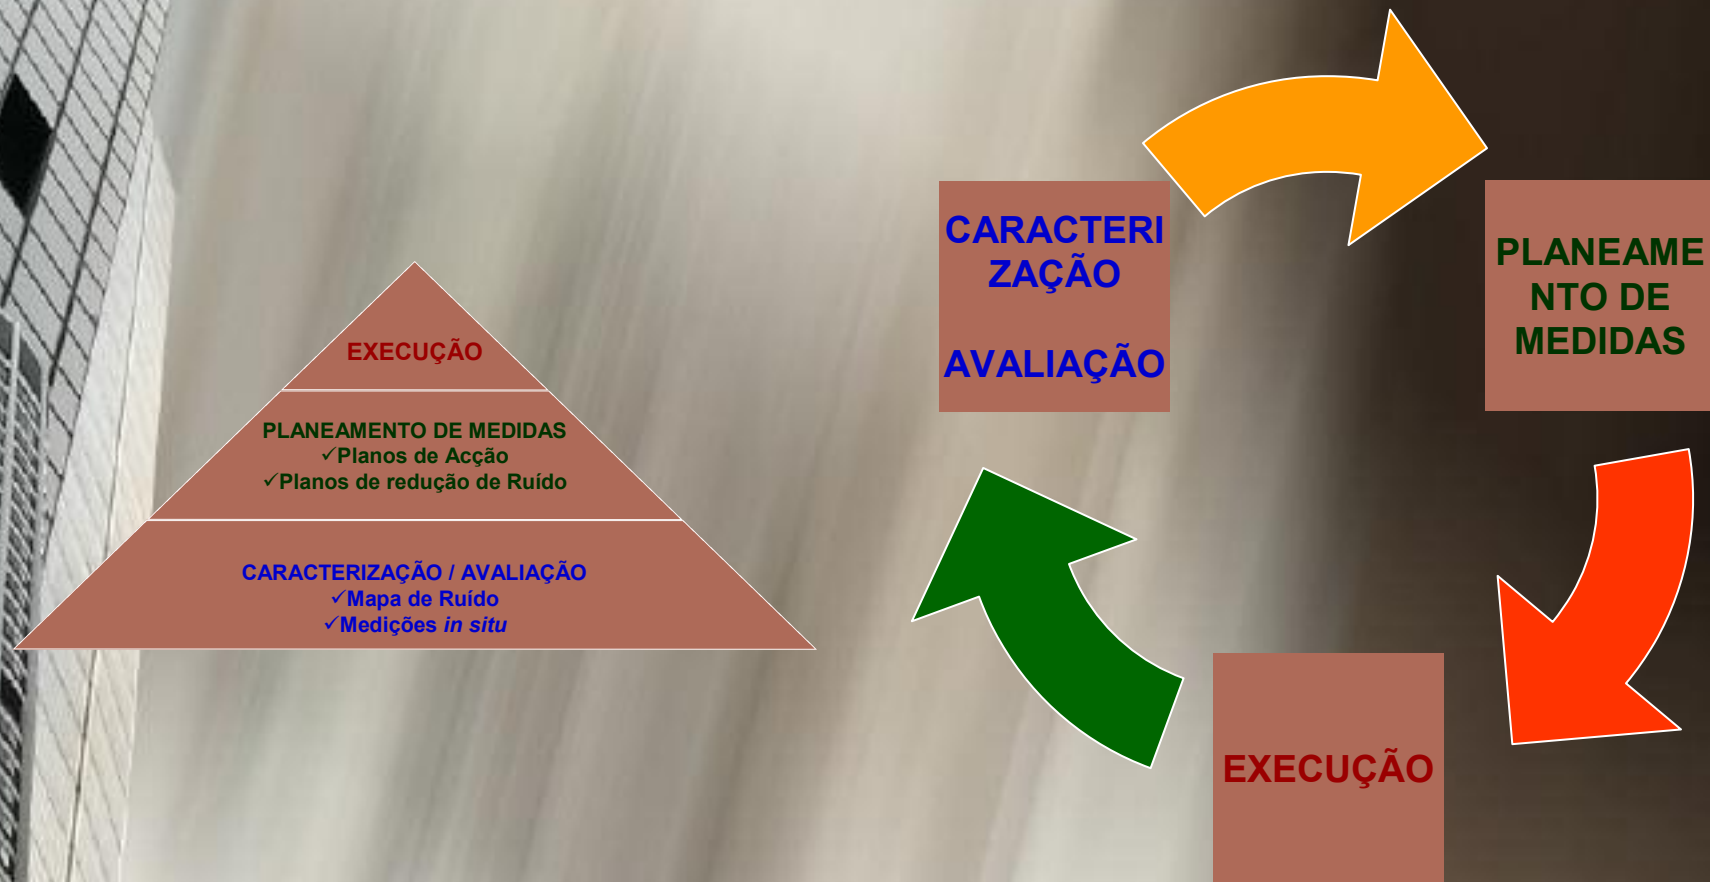 EXECUÇÃO
PLANEAMENTO DE MEDIDAS
✓Planos de Acção
✓Planos de redução de Ruído
CARACTERIZAÇÃO / AVALIAÇÃO
✓Mapa de Ruído
✓Medições in situ
CARACTERI
ZAÇÃO
AVALIAÇÃO
PLANEAME
NTO DE
MEDIDAS
EXECUÇÃO